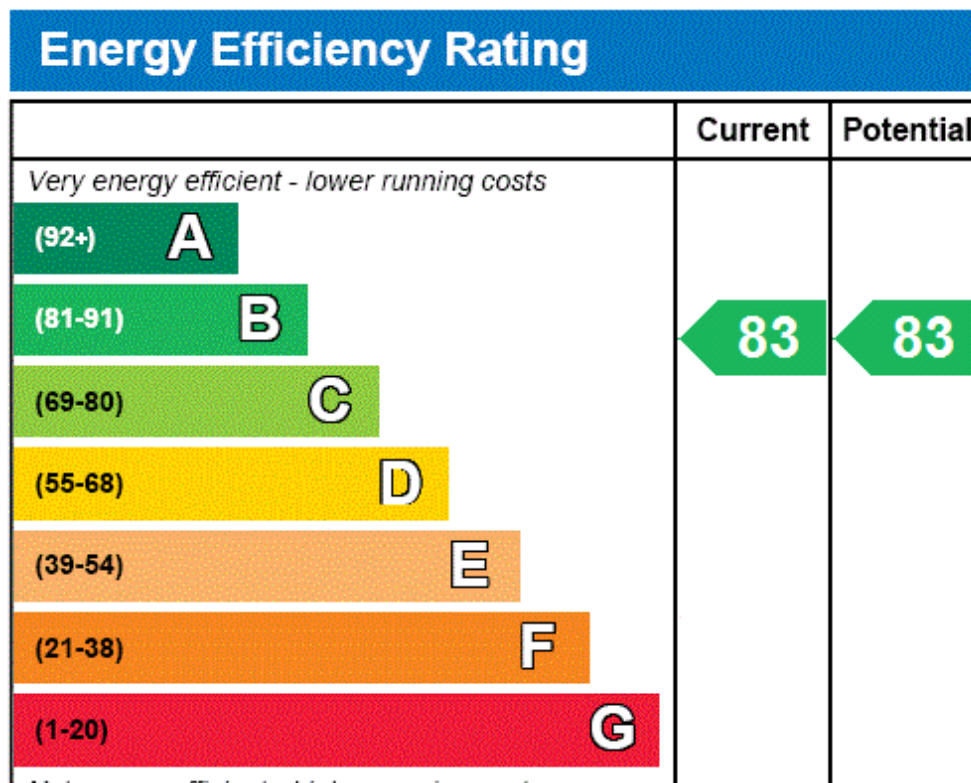 Energy Efficiency Rating
Current Potential
Very energy efficient - lower running costs
(92+) A
(81-91) B
83 83
(69-80) C
(55-68) D
(39-54) E
(21-38) F
(1-20) G